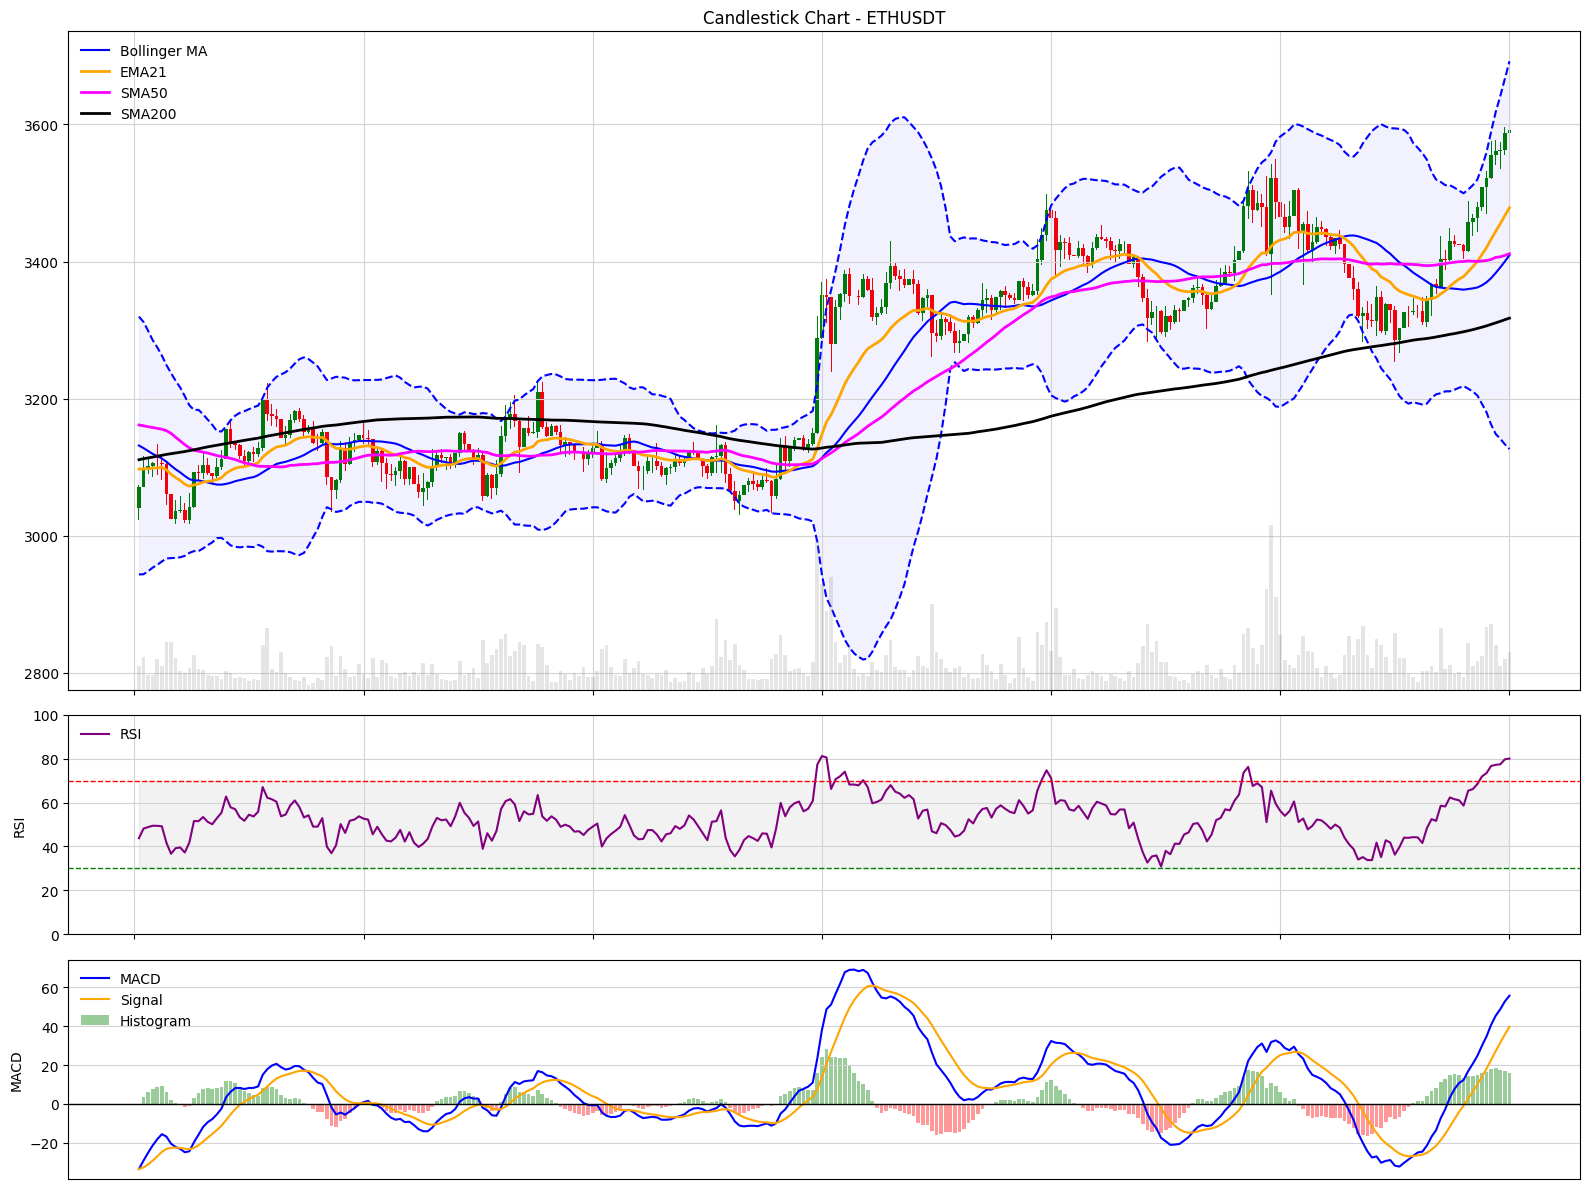 Candlestick Chart - ETHUSDT
Bollinger MA
EMA21
SMA50
SMA200
3600
3400
3200
3000
2800
RSI
100
80
60
40
20
0
RSI
MACD
Signal
Histogram
60
40
20
0
−20
MACD